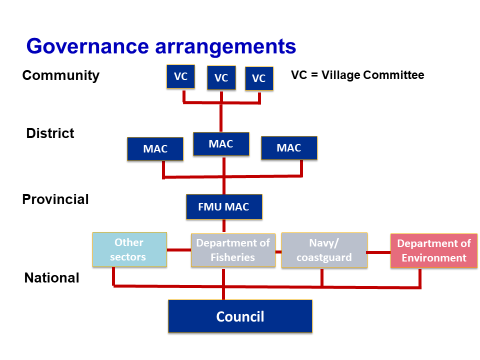 Governance arrangements
Community
VC
VC
VC
VC = Village Committee
District
MAC
MAC
MAC
Provincial
FMU MAC
Other
sectors
Department of
Fisheries
Navy/
coastguard
Department of
Environment
National
Council